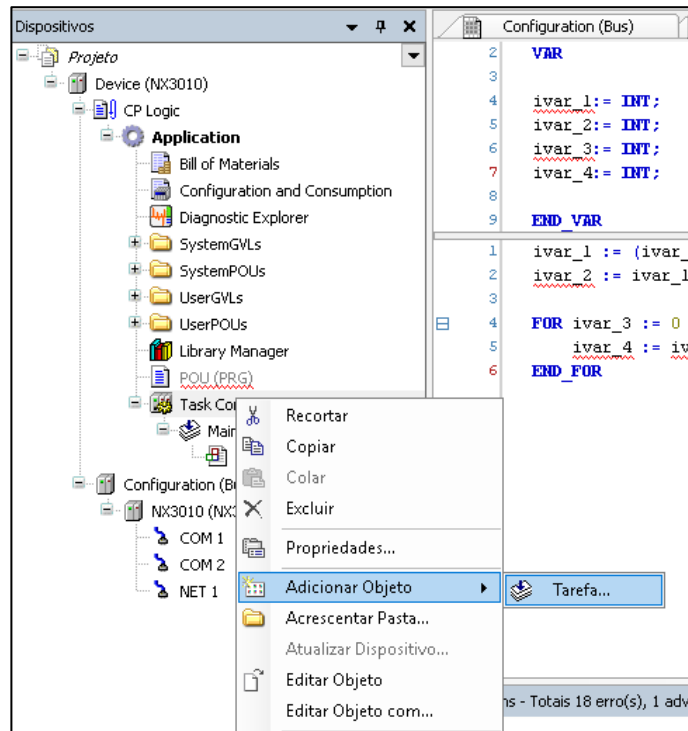 Dispositivos
Projeto
Device (NX3010)
CP Logic
Application
Bill of Materials
Configuration and Consumption
Diagnostic Explorer
SystemGVLs
SystemPOUs
UserGVLs
UserPOUs
Library Manager
POU (PRG)
Task Co
Mair
Configuration (B
NX3010 (NX
COM 1
COM 2
NET 1
Recortar
Copiar
Colar
Excluir
Propriedades...
Adicionar Objeto
Acrescentar Pasta...
Atualizar Dispositivo...
Editar Objeto
Editar Objeto com...
Tarefa...
Configuration (Bus)
2 VAR
3
4 ivar_1:= INT;
5 ivar_2:= INT;
6 ivar_3:= INT;
7 ivar_4:= INT;
8
9 END_VAR
1 ivar_1 := (ivar_
2 ivar_2 := ivar_1
3
4 FOR ivar_3 := 0
5 ivar_4 := iv
6 END_FOR
ns - Totais 18 erro(s), 1 adv